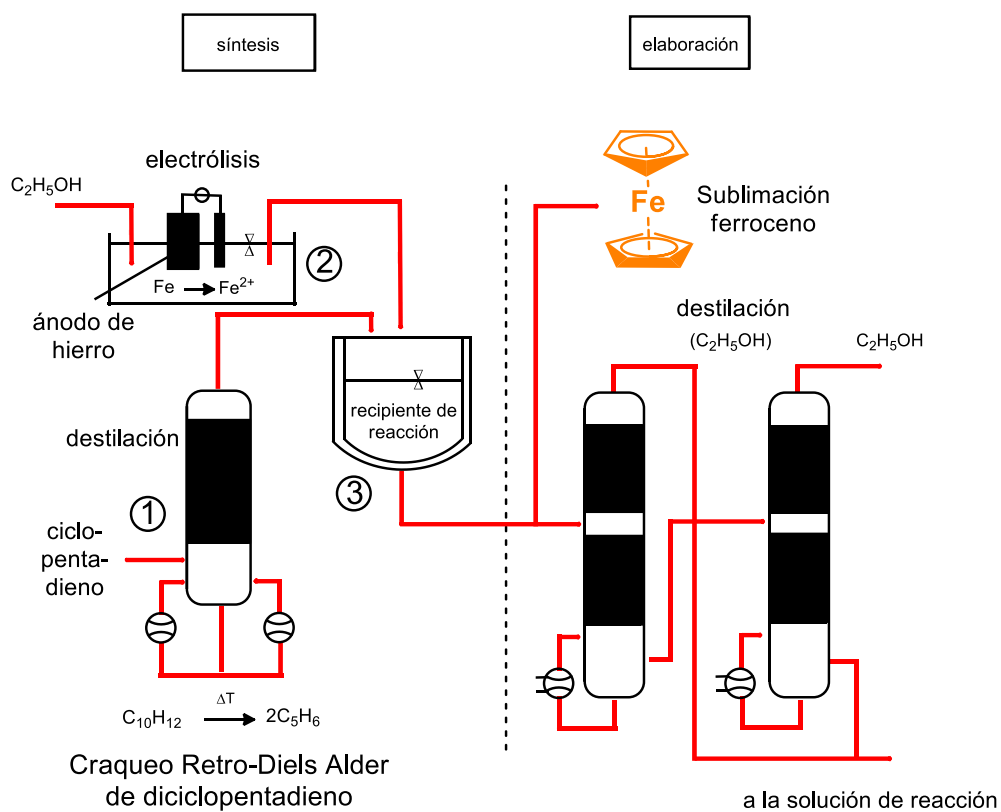 síntesis
elaboración
electrólisis
C₂H₅OH
Fe → Fe²⁺
②
ánodo de
hierro
Fe
Sublimación
ferroceno
destilación
(C₂H₅OH)
C₂H₅OH
recipiente de
reacción
③
destilación
①
ciclo-
penta-
dieno
ΔT
C₁₀H₁₂ → 2C₅H₆
Craqueo Retro-Diels Alder
de diciclopentadieno
a la solución de reacción